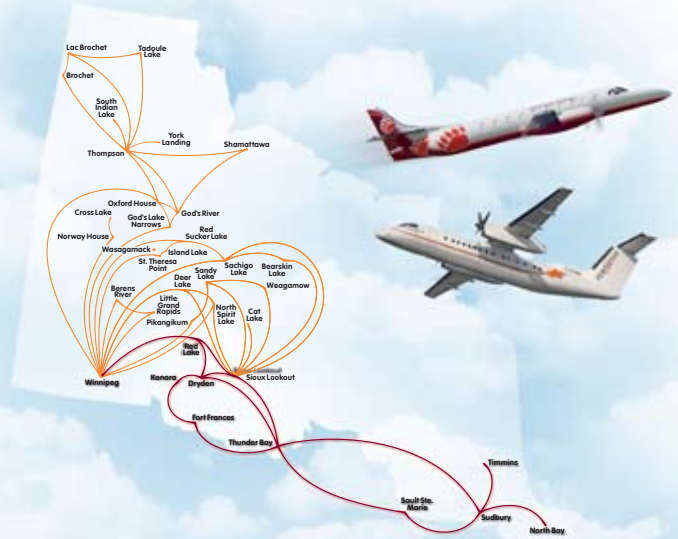 Lac Brochet
Tadoule
Lake
Brochet
South
Indian
Lake
York
Landing
Thompson
Shamattawa
Oxford House
Cross Lake
God's Lake
Narrows
God's River
Norway House
Red
Sucker Lake
Wasagamack
Island Lake
St. Theresa
Point
Sandy
Lake
Sachigo
Lake
Bearskin
Lake
Deer
Lake
Weagamow
Berens
River
Little
Grand
Rapids
North
Spirit
Lake
Cat
Lake
Pikangikum
Red
Lake
Winnipeg
Kenora
Dryden
Sioux Lookout
Fort Frances
Thunder Bay
Timmins
Sault Ste.
Marie
Sudbury
North Bay